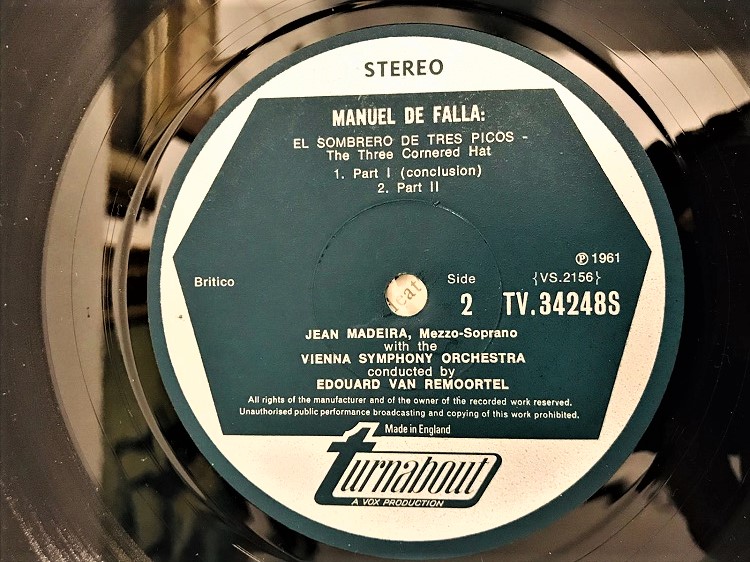 STEREO
MANUEL DE FALLA:
EL SOMBRERO DE TRES PICOS -
The Three Cornered Hat
1. Part I (conclusion)
2. Part II
℗ 1961
Britico
Side
{VS.2156}
2 TV.34248S
JEAN MADEIRA, Mezzo-Soprano
with the
VIENNA SYMPHONY ORCHESTRA
conducted by
EDOUARD VAN REMOORTEL
All rights of the manufacturer and of the owner of the recorded work reserved.
Unauthorised public performance broadcasting and copying of this work prohibited.
Made in England
turnabout
A VOX PRODUCTION